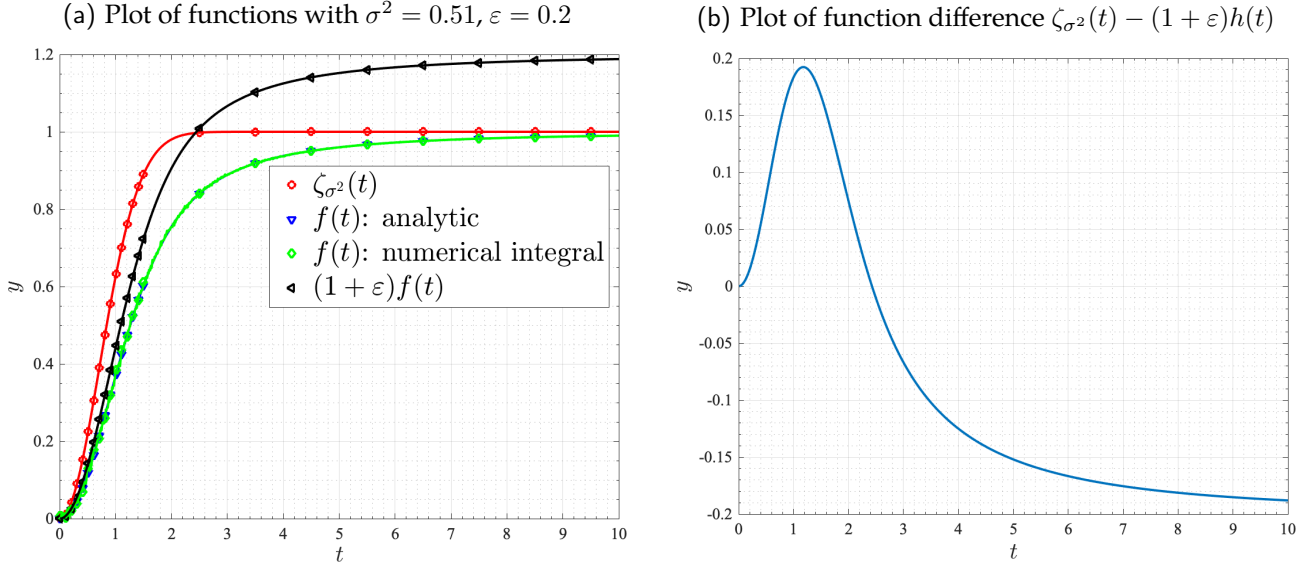 (a) Plot of functions with σ² = 0.51, ε = 0.2
1.2
1
0.8
0.6
0.4
0.2
0
y
ζσ²(t)
f(t): analytic
f(t): numerical integral
(1 + ε)f(t)
0 1 2 3 4 5 6 7 8 9 10
t
(b) Plot of function difference ζσ²(t) − (1 + ε)h(t)
0.2
0.15
0.1
0.05
0
-0.05
-0.1
-0.15
-0.2
y
0 1 2 3 4 5 6 7 8 9 10
t